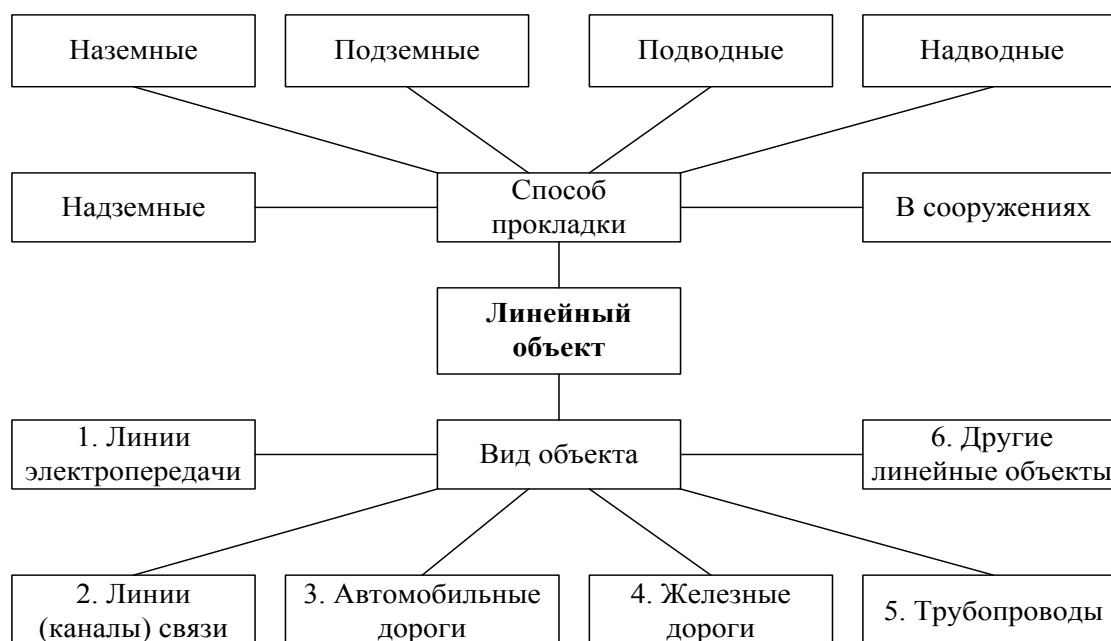 Наземные
Подземные
Подводные
Надводные
Надземные
Способ
прокладки
В сооружениях
Линейный
объект
1. Линии
электропередачи
Вид объекта
6. Другие
линейные объекты
2. Линии
(каналы) связи
3. Автомобильные
дороги
4. Железные
дороги
5. Трубопроводы